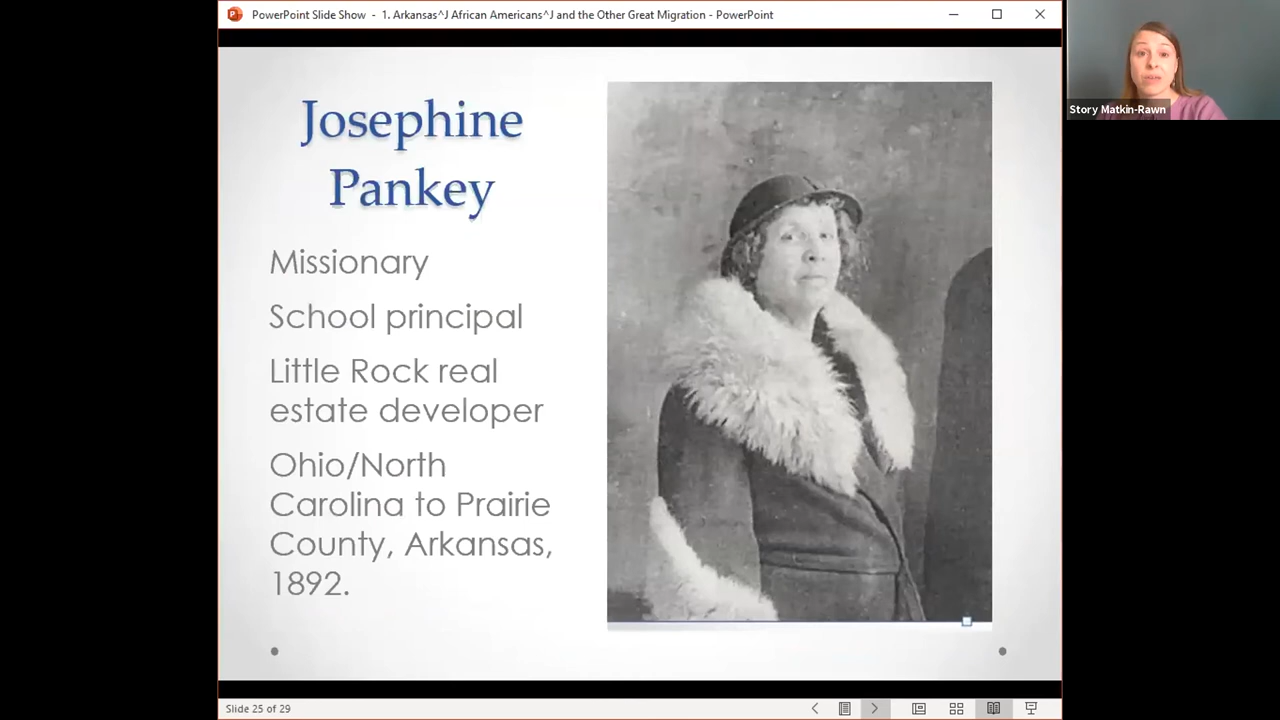 PowerPoint Slide Show - 1. Arkansas^J African Americans^J and the Other Great Migration - PowerPoint
Story Matkin-Rawn
Josephine
Pankey
Missionary
School principal
Little Rock real
estate developer
Ohio/North
Carolina to Prairie
County, Arkansas,
1892.
Slide 25 of 29